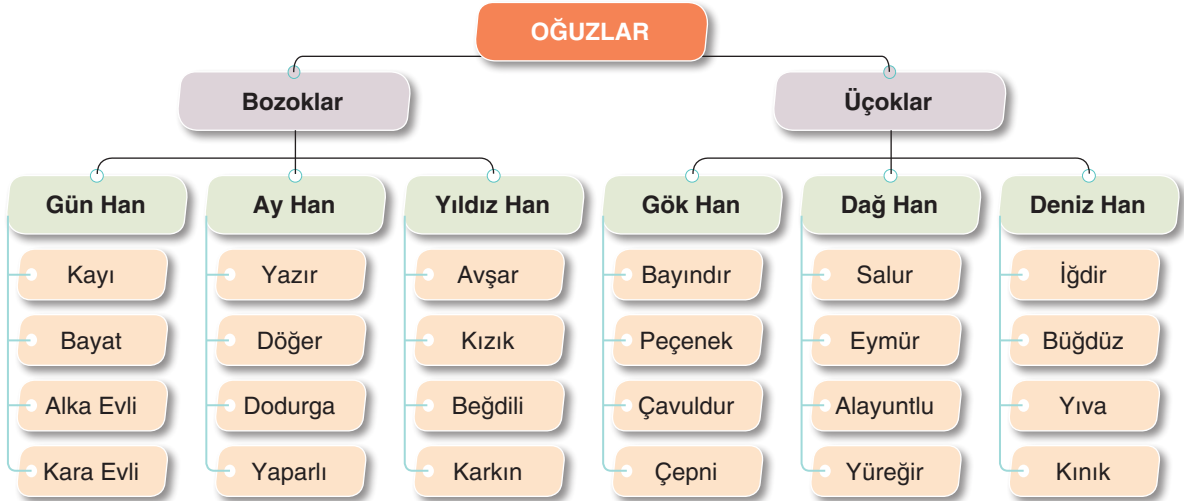 OĞUZLAR
Bozoklar
Üçoklar
Gün Han
Ay Han
Yıldız Han
Gök Han
Dağ Han
Deniz Han
Kayı
Yazır
Avşar
Bayındır
Salur
İğdir
Bayat
Döğer
Kızık
Peçenek
Eymür
Büğdüz
Alka Evli
Dodurga
Beğdili
Çavuldur
Alayuntlu
Yıva
Kara Evli
Yaparlı
Karkın
Çepni
Yüreğir
Kınık